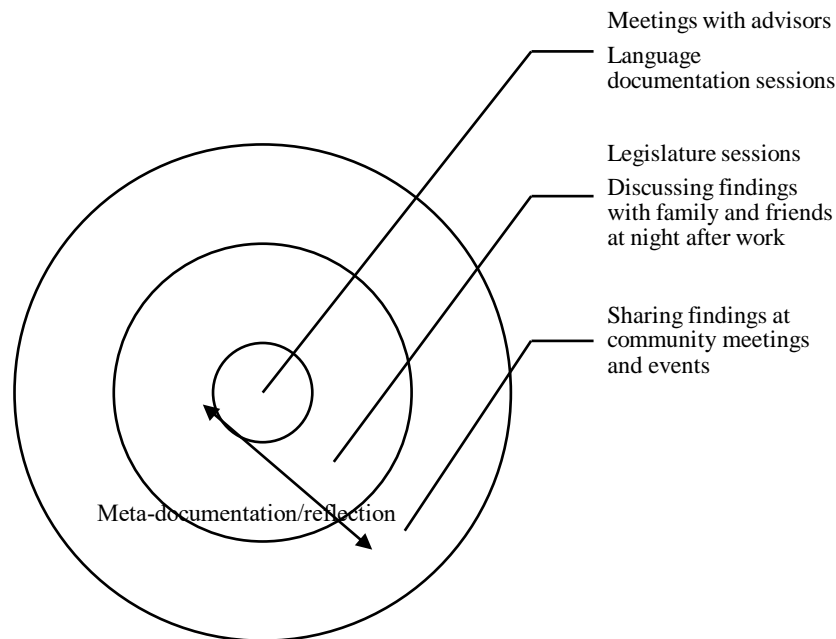 Meetings with advisors
Language
documentation sessions
Legislature sessions
Discussing findings
with family and friends
at night after work
Sharing findings at
community meetings
and events
Meta-documentation/reflection